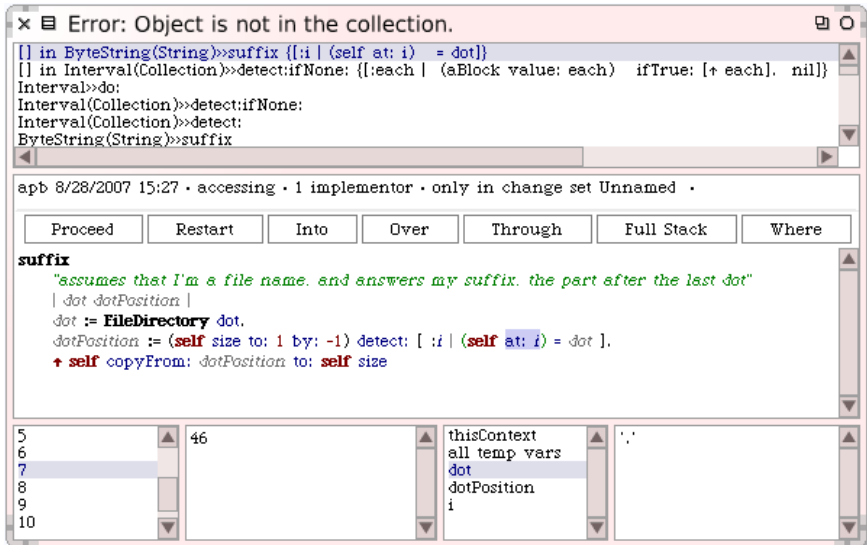 Error: Object is not in the collection.
[] in ByteString(String)>>suffix {[:i | (self at: i) = dot]}
[] in Interval(Collection)>>detect:ifNone: {[:each | (aBlock value: each) ifTrue: [↑ each]. nil]}
Interval>>do:
Interval(Collection)>>detect:ifNone:
Interval(Collection)>>detect:
ByteString(String)>>suffix
apb 8/28/2007 15:27 · accessing · 1 implementor · only in change set Unnamed ·
Proceed Restart Into Over Through Full Stack Where
suffix
"assumes that I'm a file name. and answers my suffix. the part after the last dot"
| dot dotPosition |
dot := FileDirectory dot.
dotPosition := (self size to: 1 by: -1) detect: [ :i | (self at: i) = dot ].
↑ self copyFrom: dotPosition to: self size
5
6
7
8
9
10
46
thisContext
all temp vars
dot
dotPosition
i
'.'